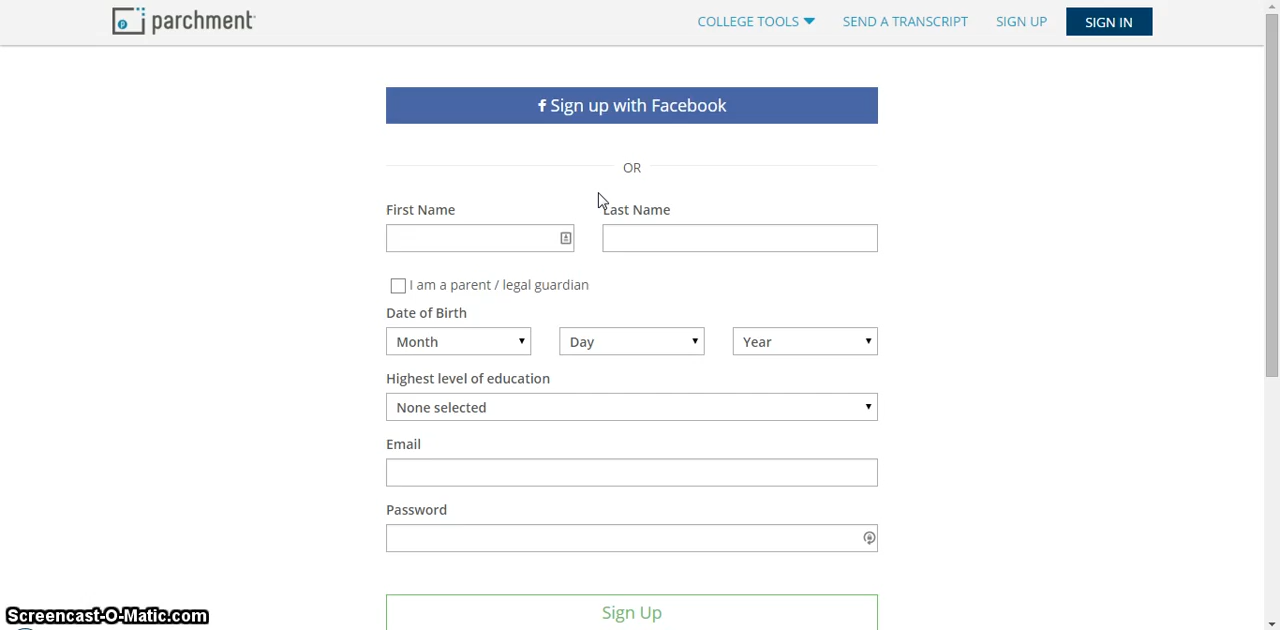 parchment
COLLEGE TOOLS SEND A TRANSCRIPT SIGN UP SIGN IN
f Sign up with Facebook
OR
First Name Last Name
I am a parent / legal guardian
Date of Birth
Month Day Year
Highest level of education
None selected
Email
Password
Sign Up
Screencast-O-Matic.com